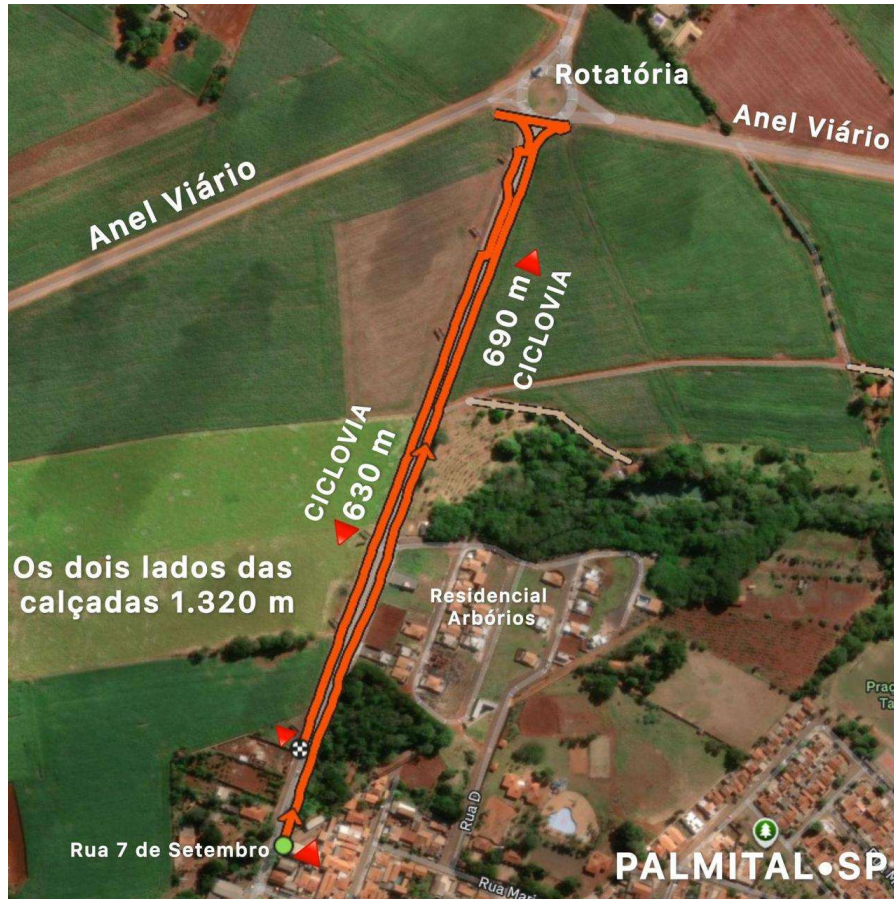 Rotatória
Anel Viário
Anel Viário
690 m
CICLOVIA
CICLOVIA
630 m
Os dois lados das
calçadas 1.320 m
Residencial
Arbórios
Rua D
Rua 7 de Setembro
PALMITAL•SP